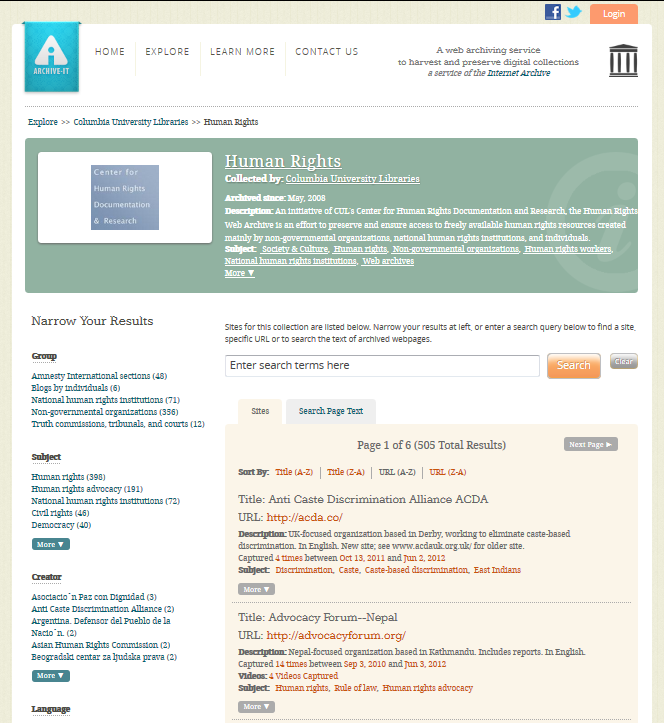 Login
ARCHIVE-IT
HOME
EXPLORE
LEARN MORE
CONTACT US
A web archiving service
to harvest and preserve digital collections
a service of the Internet Archive
Explore >> Columbia University Libraries >> Human Rights
Center for
Human Rights
Documentation
& Research
Human Rights
Collected by: Columbia University Libraries
Archived since: May, 2008
Description: An initiative of CUL's Center for Human Rights Documentation and Research, the Human Rights
Web Archive is an effort to preserve and ensure access to freely available human rights resources created
mainly by non-governmental organizations, national human rights institutions, and individuals.
Subject: Society & Culture, Human rights, Non-governmental organizations, Human rights workers,
National human rights institutions, Web archives
More ▼
Narrow Your Results
Group
Amnesty International sections (48)
Blogs by individuals (6)
National human rights institutions (71)
Non-governmental organizations (356)
Truth commissions, tribunals, and courts (12)
Subject
Human rights (398)
Human rights advocacy (191)
National human rights institutions (72)
Civil rights (46)
Democracy (40)
More ▼
Creator
Asociacio´n Paz con Dignidad (3)
Anti Caste Discrimination Alliance (2)
Argentina. Defensor del Pueblo de la
Nacio´n. (2)
Asian Human Rights Commission (2)
Beogradski centar za ljudska prava (2)
More ▼
Language
Sites for this collection are listed below. Narrow your results at left, or enter a search query below to find a site,
specific URL or to search the text of archived webpages.
Enter search terms here
Search
Clear
Sites
Search Page Text
Page 1 of 6 (505 Total Results)
Next Page ►
Sort By: Title (A-Z) | Title (Z-A) | URL (A-Z) | URL (Z-A)
Title: Anti Caste Discrimination Alliance ACDA
URL: http://acda.co/
Description: UK-focused organization based in Derby, working to eliminate caste-based
discrimination. In English. New site; see www.acdauk.org.uk/ for older site.
Captured 4 times between Oct 13, 2011 and Jun 2, 2012
Subject: Discrimination, Caste, Caste-based discrimination, East Indians
More ▼
Title: Advocacy Forum--Nepal
URL: http://advocacyforum.org/
Description: Nepal-focused organization based in Kathmandu. Includes reports. In English.
Captured 14 times between Sep 3, 2010 and Jun 3, 2012
Videos: 4 Videos Captured
Subject: Human rights, Rule of law, Human rights advocacy
More ▼